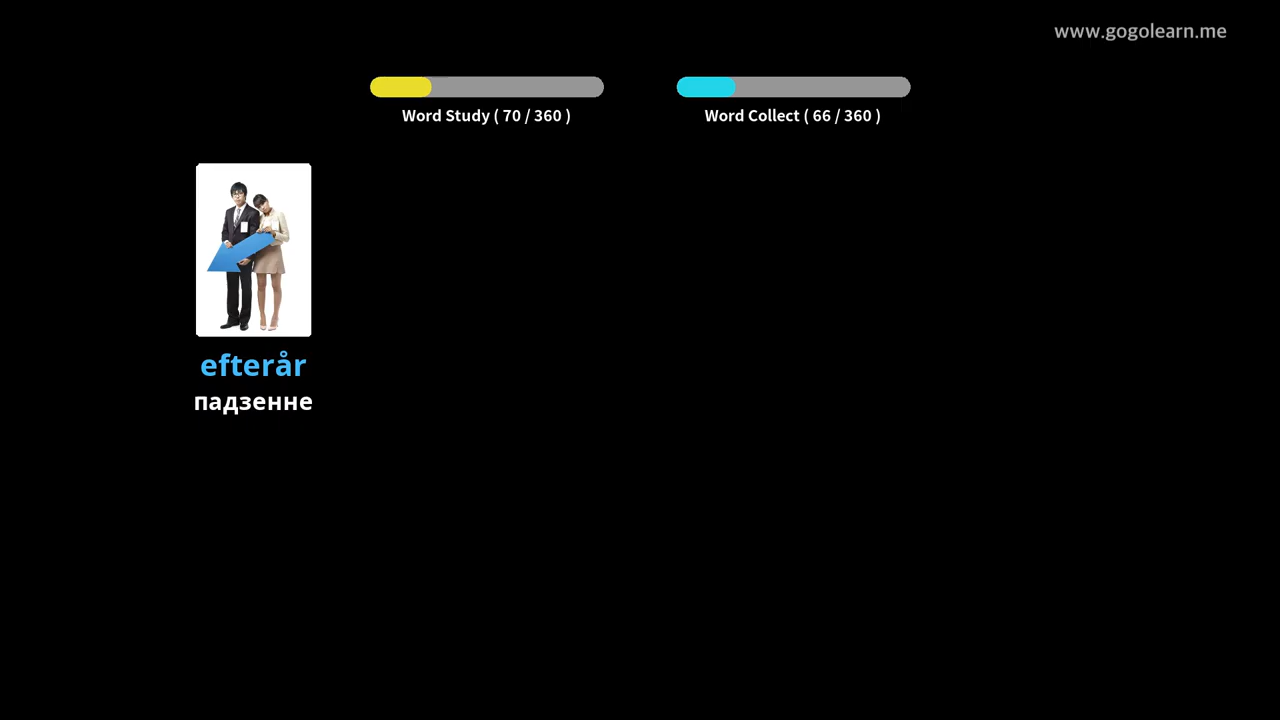 www.gogolearn.me
Word Study ( 70 / 360 )
Word Collect ( 66 / 360 )
efterår
падзенне